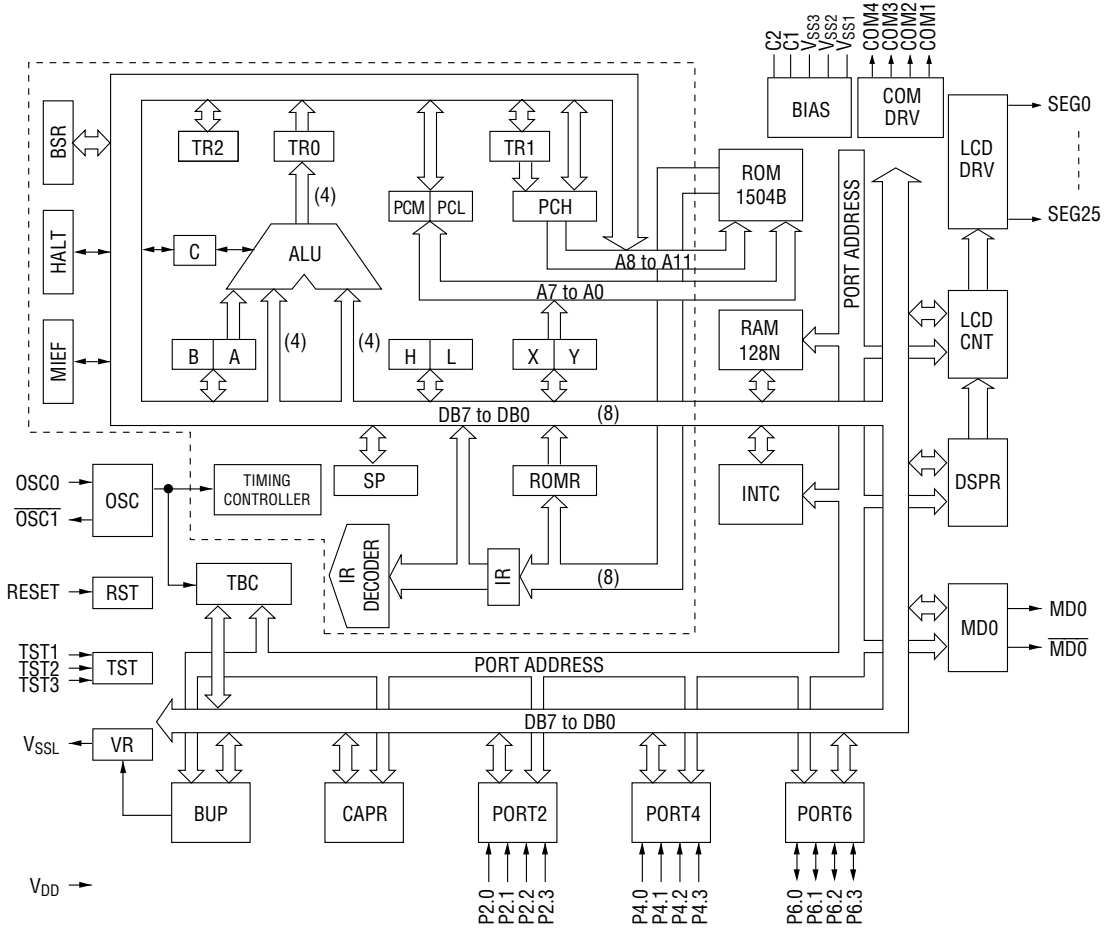 C2
C1
VSS3
VSS2
VSS1
COM4
COM3
COM2
COM1
BIAS
COM
DRV
LCD
DRV
SEG0
SEG25
BSR
TR2
TR0
TR1
ROM
1504B
(4)
PCM
PCL
PCH
PORT ADDRESS
HALT
C
ALU
A8 to A11
A7 to A0
MIEF
B
A
(4)
(4)
H
L
X
Y
RAM
128N
LCD
CNT
DB7 to DB0
(8)
OSC0
OSC1
OSC
TIMING
CONTROLLER
SP
ROMR
INTC
DSPR
IR
DECODER
IR
(8)
TBC
RESET
RST
MD0
MD0
MD0
TST1
TST2
TST3
TST
PORT ADDRESS
DB7 to DB0
VSSL
VR
BUP
CAPR
PORT2
PORT4
PORT6
VDD
P2.0
P2.1
P2.2
P2.3
P4.0
P4.1
P4.2
P4.3
P6.0
P6.1
P6.2
P6.3